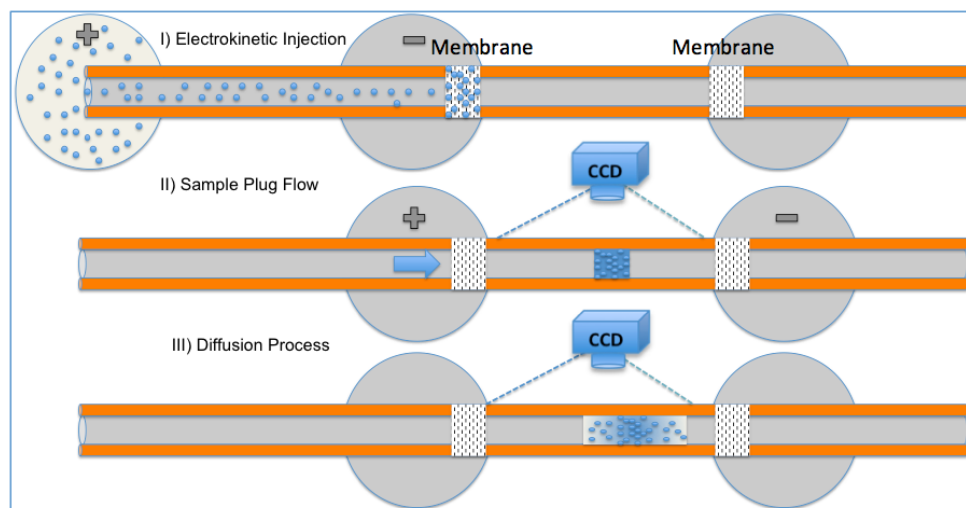 I) Electrokinetic Injection
Membrane
Membrane
II) Sample Plug Flow
CCD
III) Diffusion Process
CCD